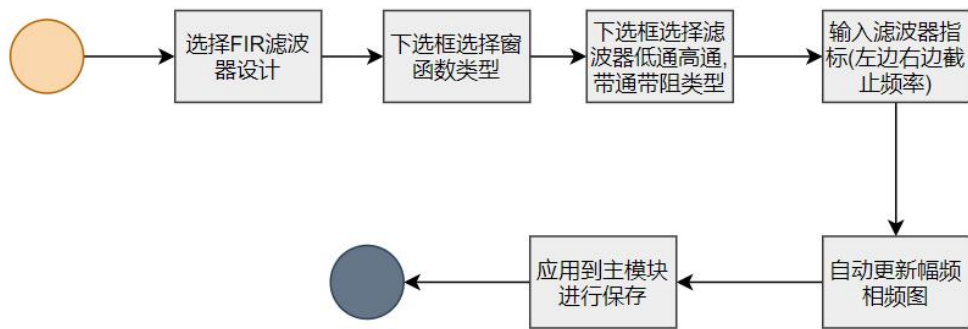 选择FIR滤波
器设计
下选框选择窗
函数类型
下选框选择滤
波器低通高通,
带通带阻类型
输入滤波器指
标(左边右边截
止频率)
自动更新幅频
相频图
应用到主模块
进行保存